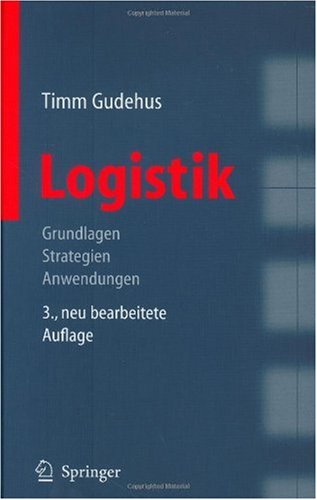 Timm Gudehus
Logistik
Grundlagen
Strategien
Anwendungen
3., neu bearbeitete
Auflage
Springer